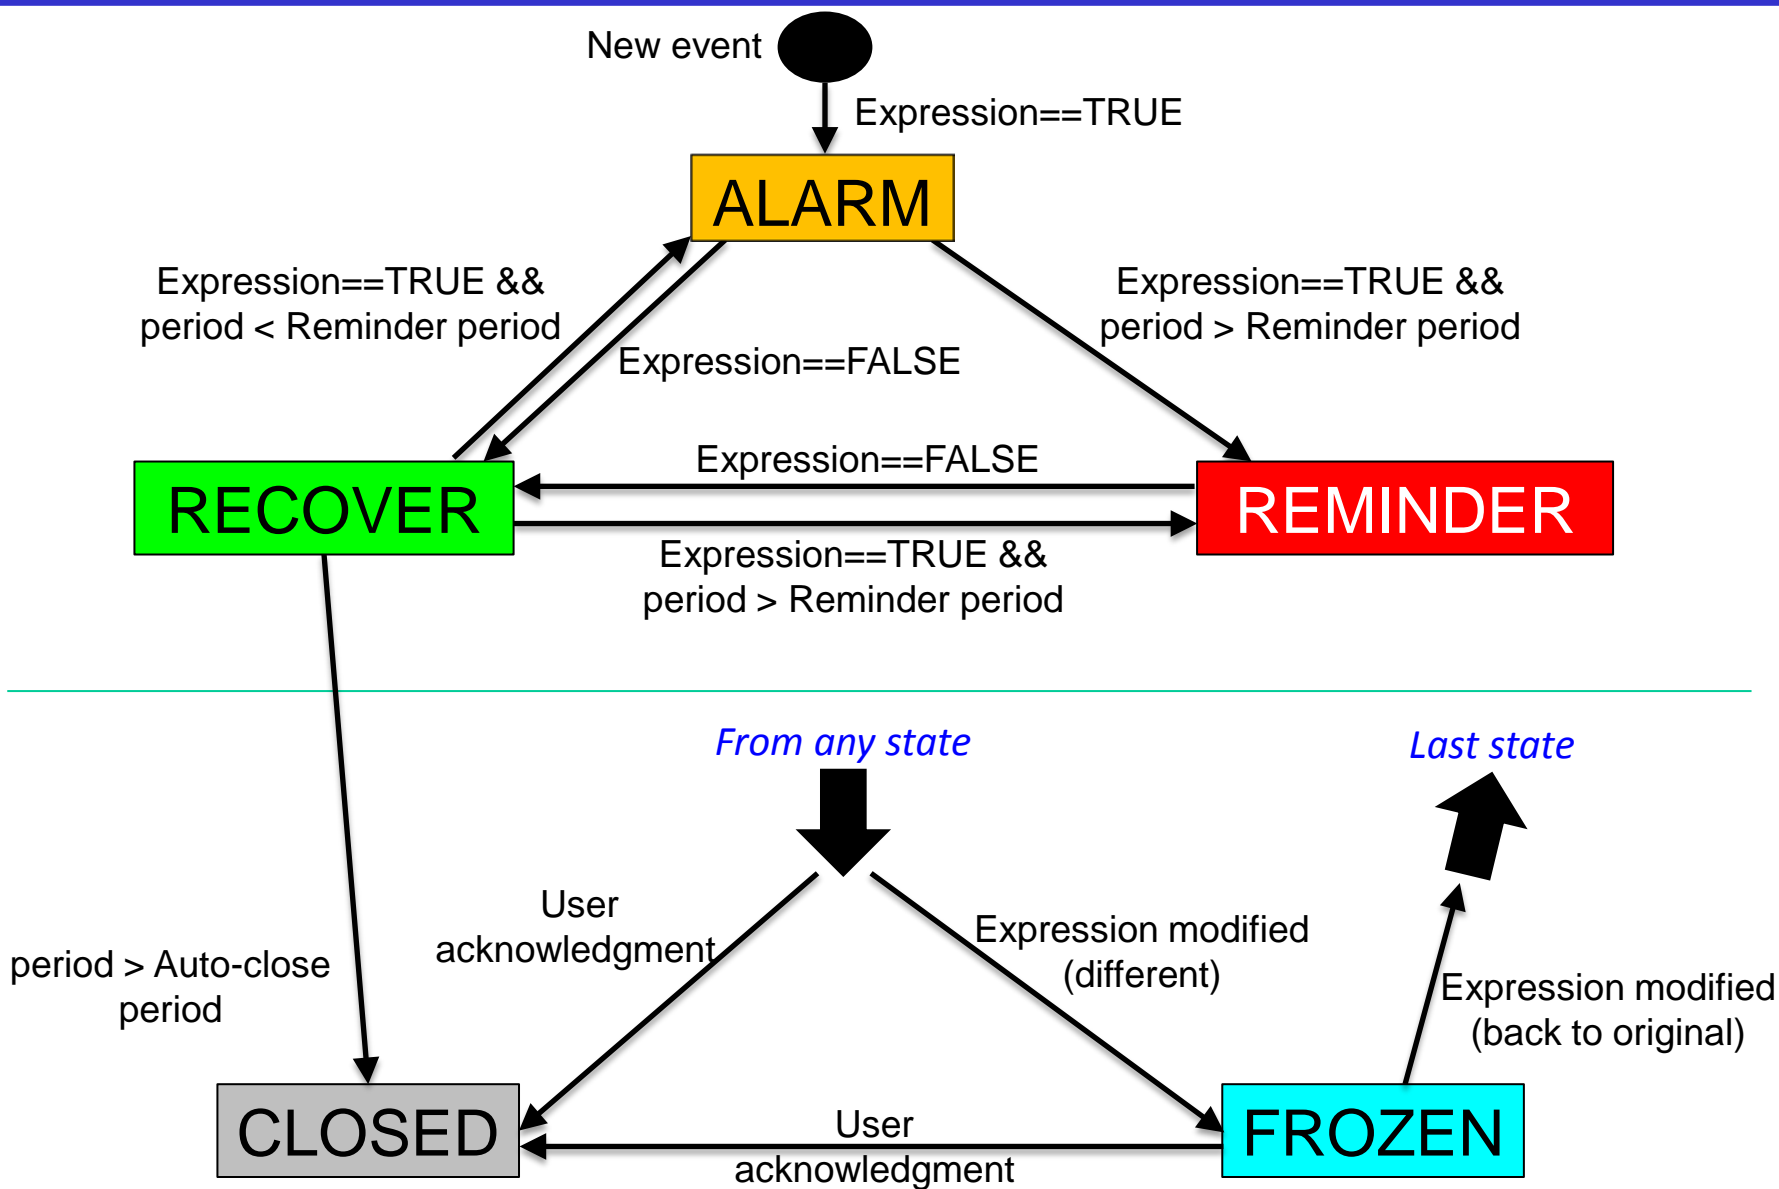 New event
Expression==TRUE
ALARM
Expression==TRUE &&
period < Reminder period
Expression==TRUE &&
period > Reminder period
Expression==FALSE
Expression==FALSE
RECOVER
REMINDER
Expression==TRUE &&
period > Reminder period
From any state
Last state
User
acknowledgment
Expression modified
(different)
period > Auto-close
period
Expression modified
(back to original)
CLOSED
User
acknowledgment
FROZEN